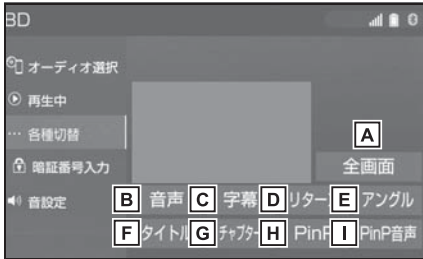 BD
オーディオ選択
再生中
各種切替
暗証番号入力
音設定
A
全画面
B 音声 C 字幕 D リター E アングル
F タイトル G チャプター H PinP I PinP音声